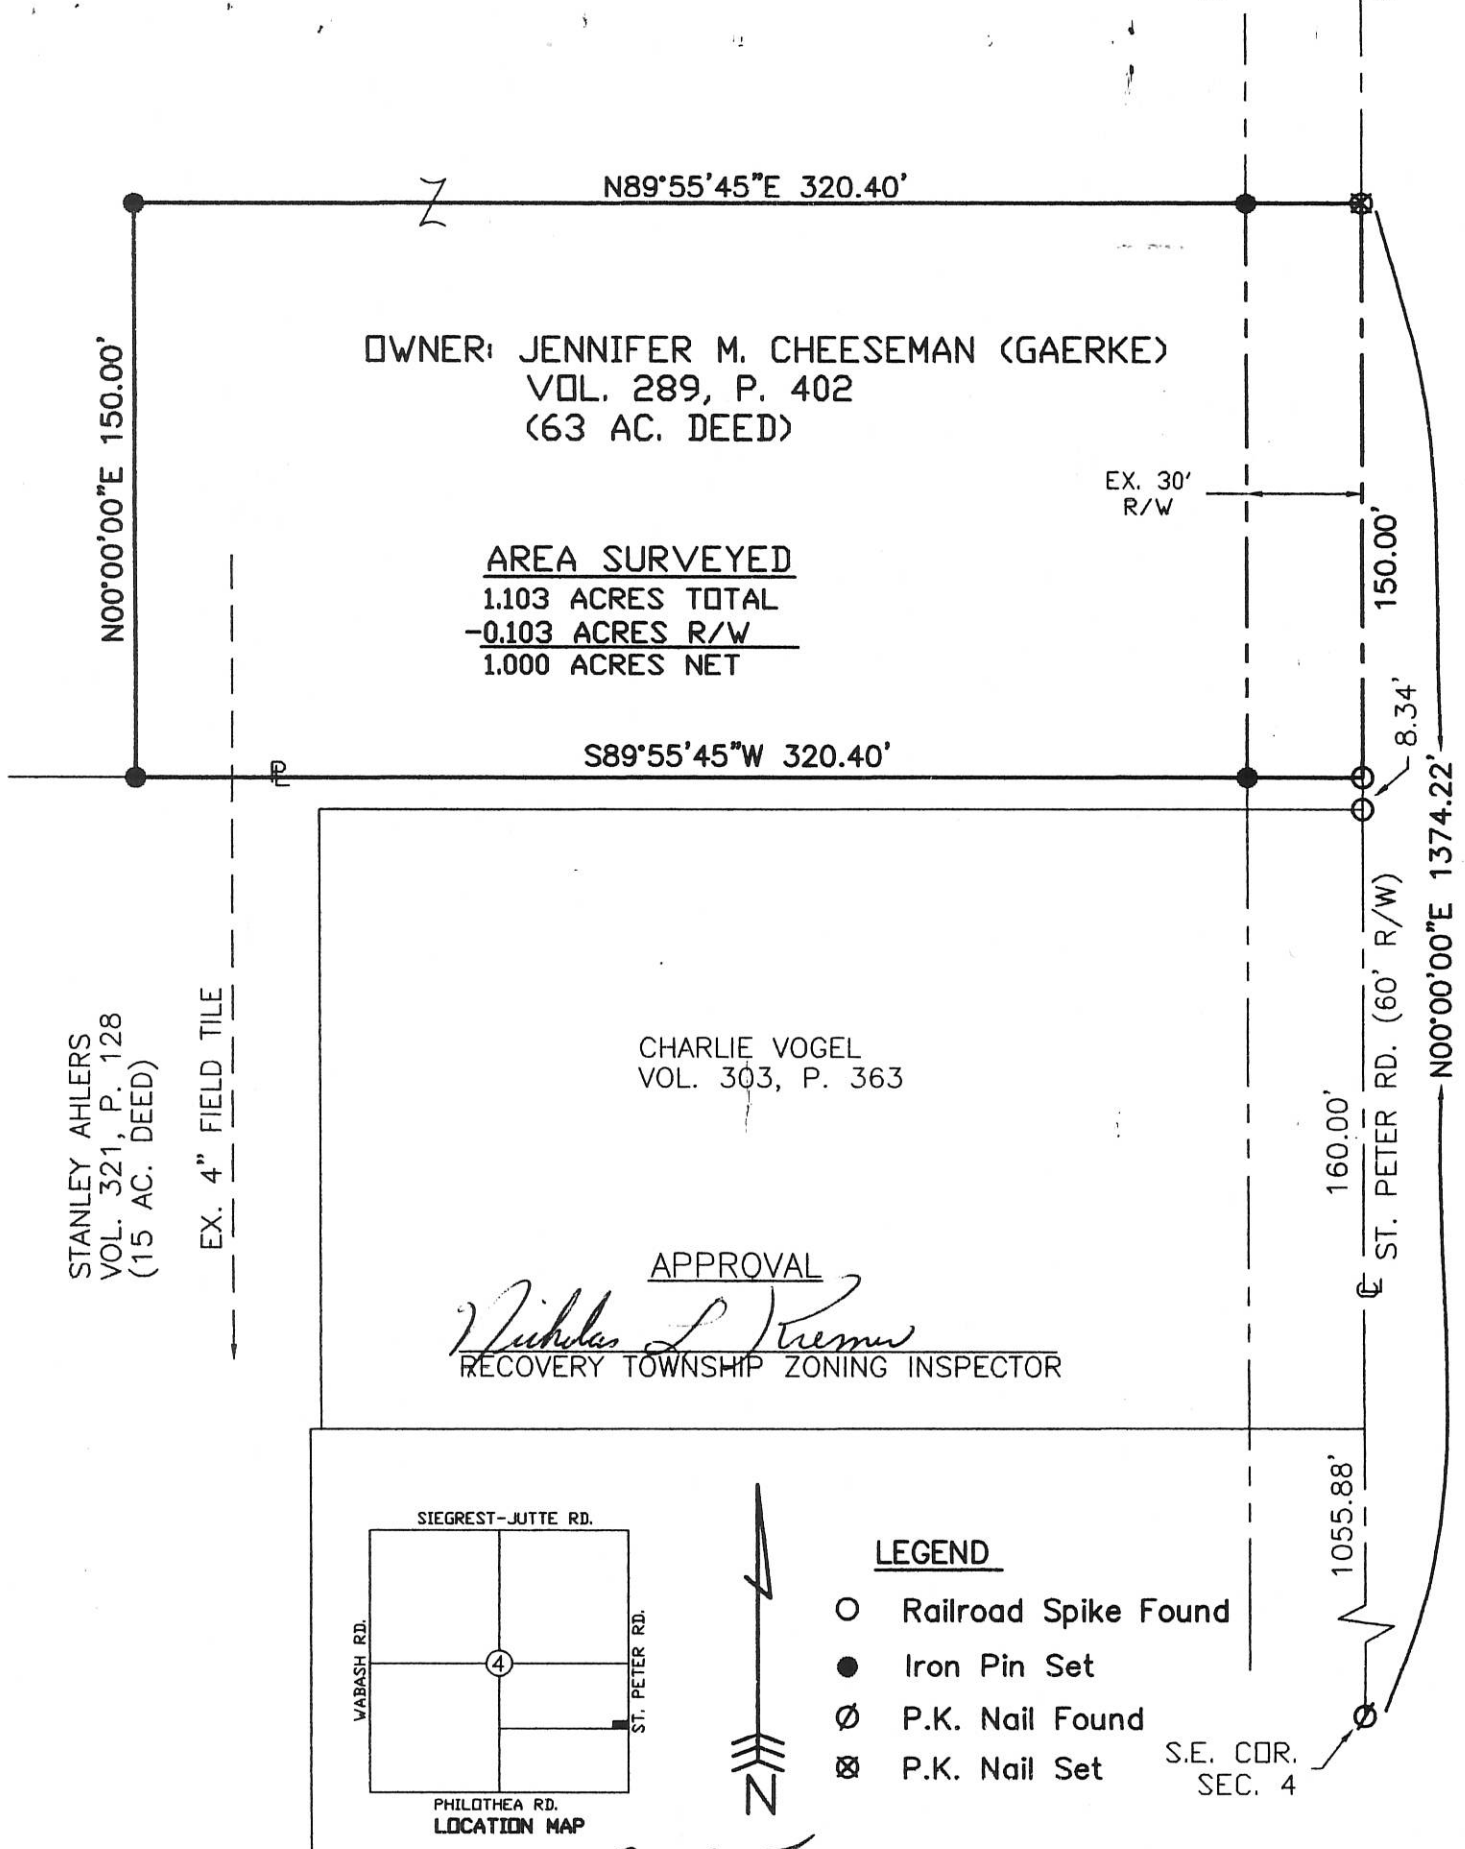 N89°55'45"E 320.40'
OWNER: JENNIFER M. CHEESEMAN (GAERKE)
VOL. 289, P. 402
(63 AC. DEED)
N00°00'00"E 150.00'
EX. 30'
R/W
150.00'
AREA SURVEYED
1.103 ACRES TOTAL
-0.103 ACRES R/W
1.000 ACRES NET
8.34'
S89°55'45"W 320.40'
PL
N00°00'00"E 1374.22'
ST. PETER RD. (60' R/W)
CL
160.00'
STANLEY AHLERS
VOL. 321, P. 128
(15 AC. DEED)
EX. 4" FIELD TILE
CHARLIE VOGEL
VOL. 303, P. 363
APPROVAL
Nicholas L Kremer
RECOVERY TOWNSHIP ZONING INSPECTOR
1055.88'
SIEGREST-JUTTE RD.
WABASH RD.
4
ST. PETER RD.
PHILOTHEA RD.
LOCATION MAP
N
LEGEND
Railroad Spike Found
Iron Pin Set
P.K. Nail Found
P.K. Nail Set
S.E. COR.
SEC. 4